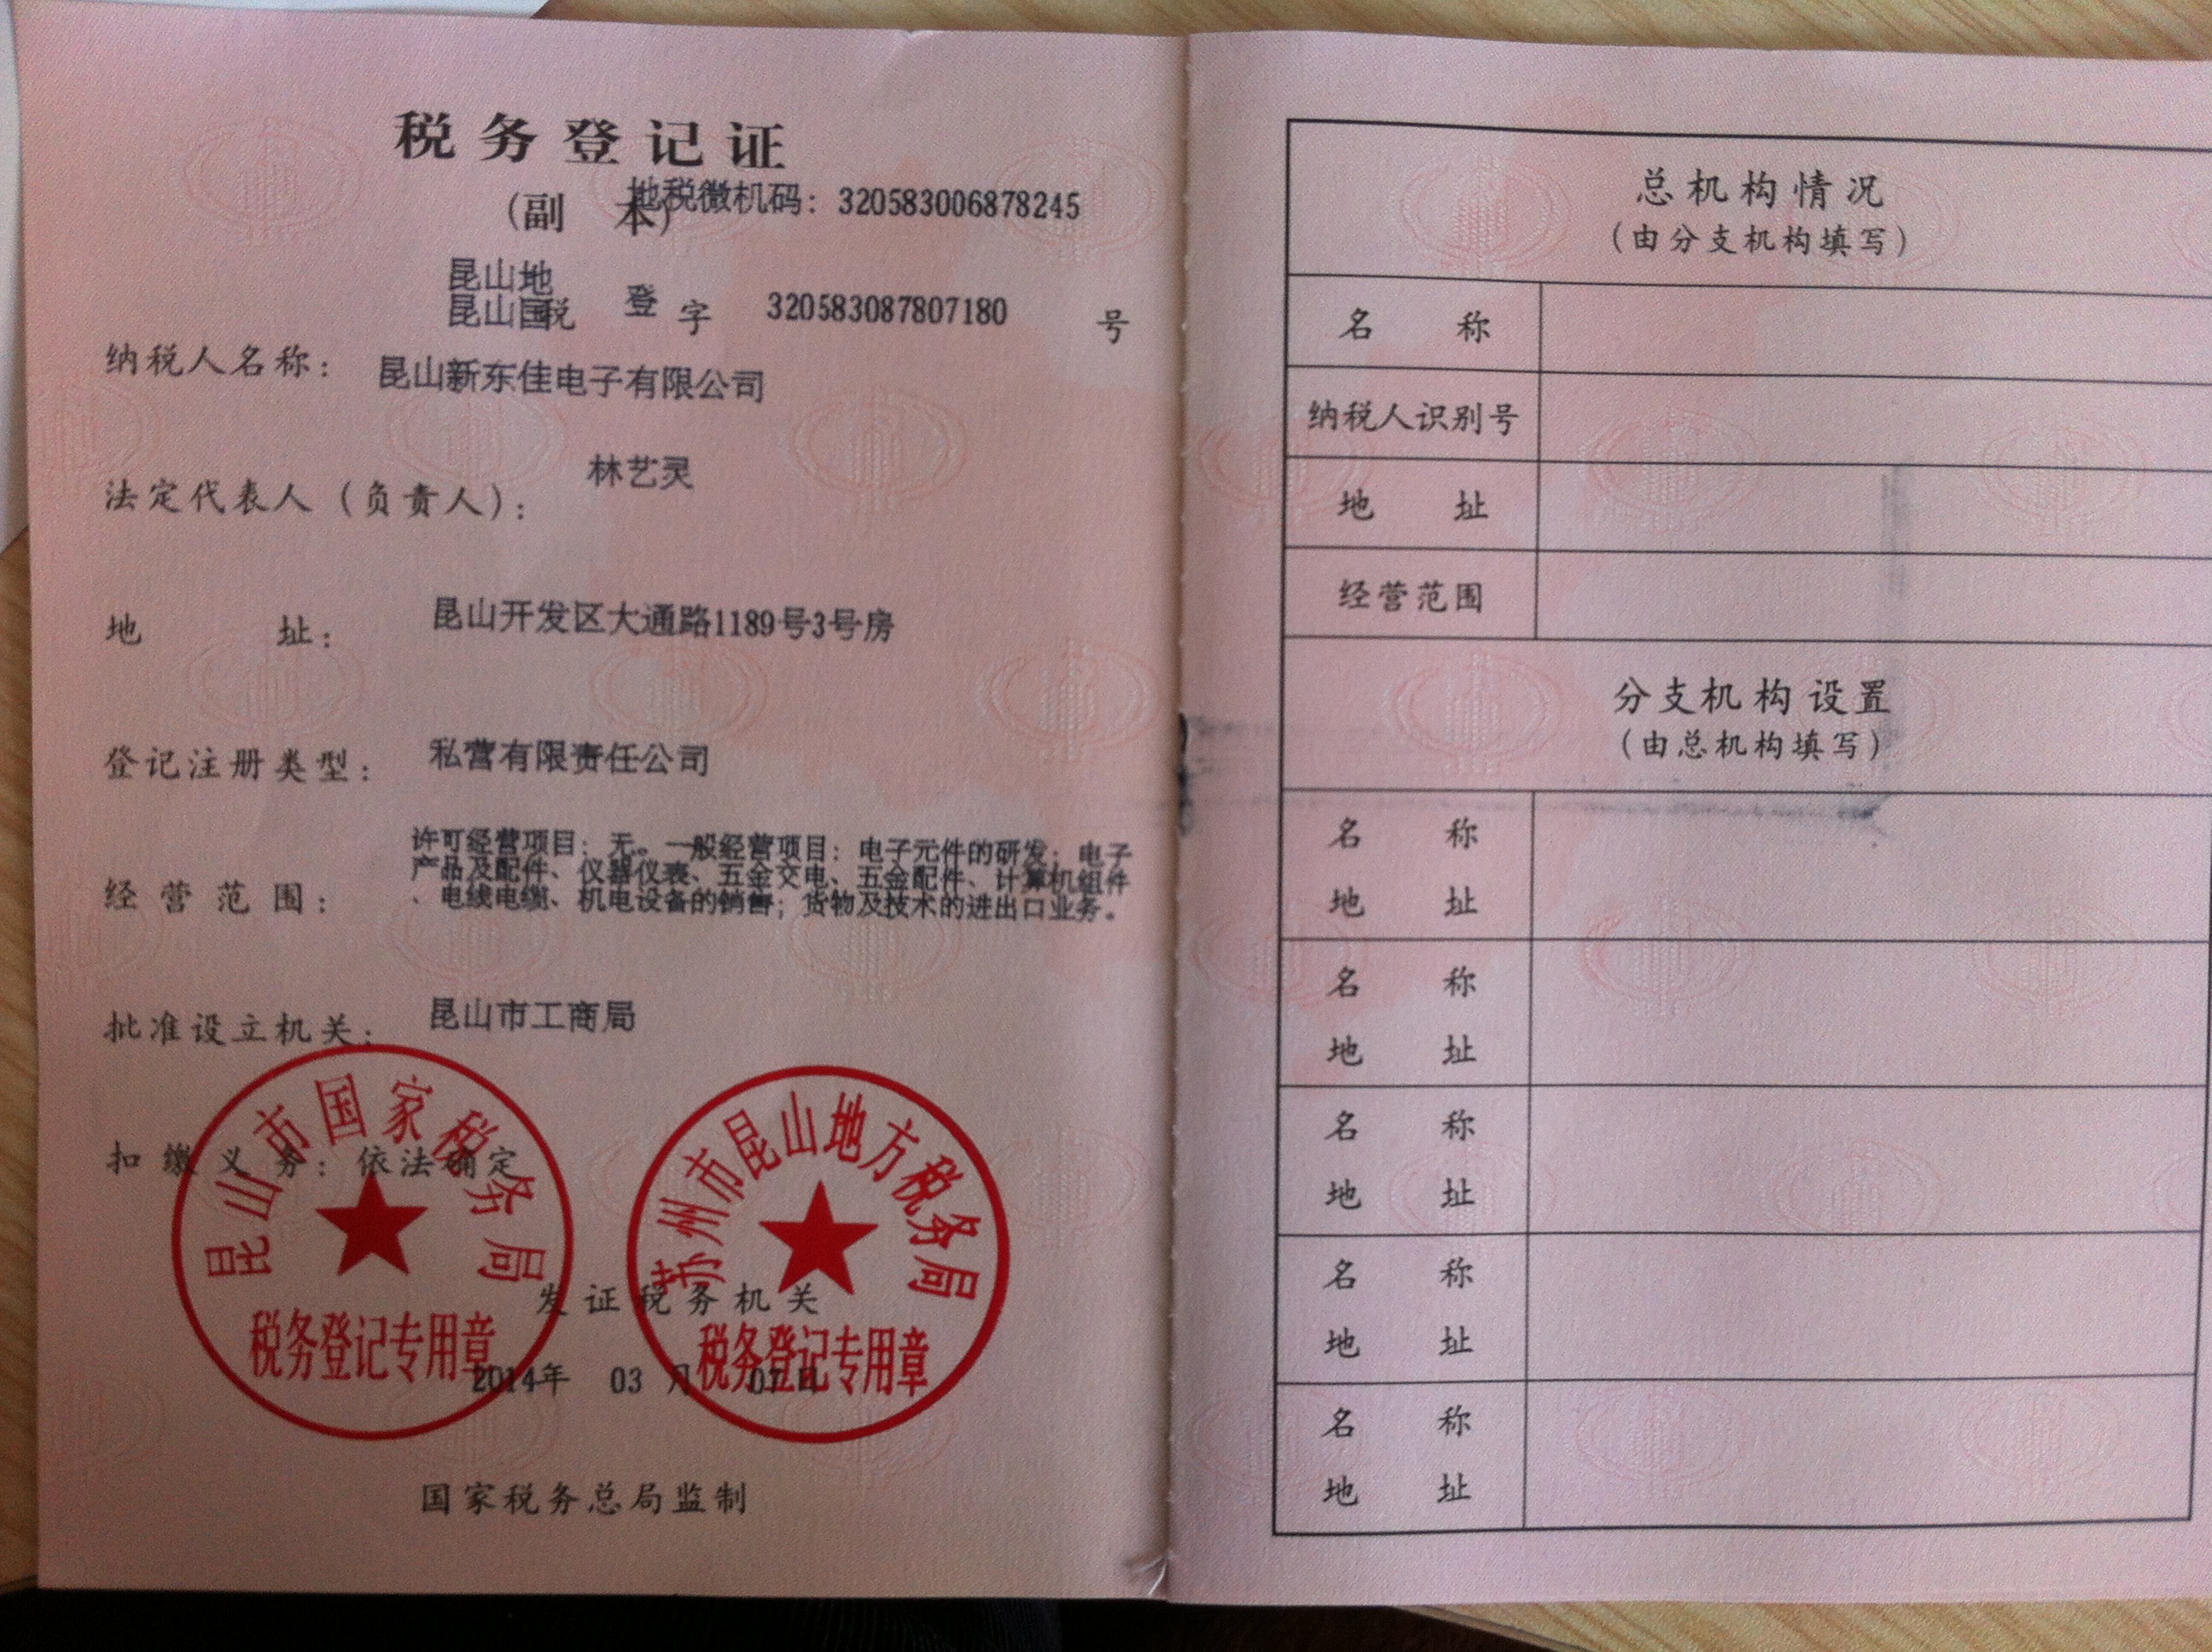 税务登记证
(副 本)
地税微机码：320583006878245
昆山地
昆山国税 登字 320583087807180 号
纳税人名称： 昆山新东佳电子有限公司
法定代表人（负责人）： 林艺灵
地 址： 昆山开发区大通路1189号3号房
登记注册类型： 私营有限责任公司
经营范围： 许可经营项目：无。一般经营项目：电子元件的研发；电子
产品及配件、仪器仪表、五金交电、五金配件、计算机组件
、电线电缆、机电设备的销售；货物及技术的进出口业务。
批准设立机关： 昆山市工商局
扣缴义务：依法确定
昆山市国家税务局
税务登记专用章
苏州市昆山地方税务局
税务登记专用章
发证税务机关
2014年 03月 07日
国家税务总局监制
总机构情况
（由分支机构填写）
名 称
纳税人识别号
地 址
经营范围
分支机构设置
（由总机构填写）
名 称
地 址
名 称
地 址
名 称
地 址
名 称
地 址
名 称
地 址